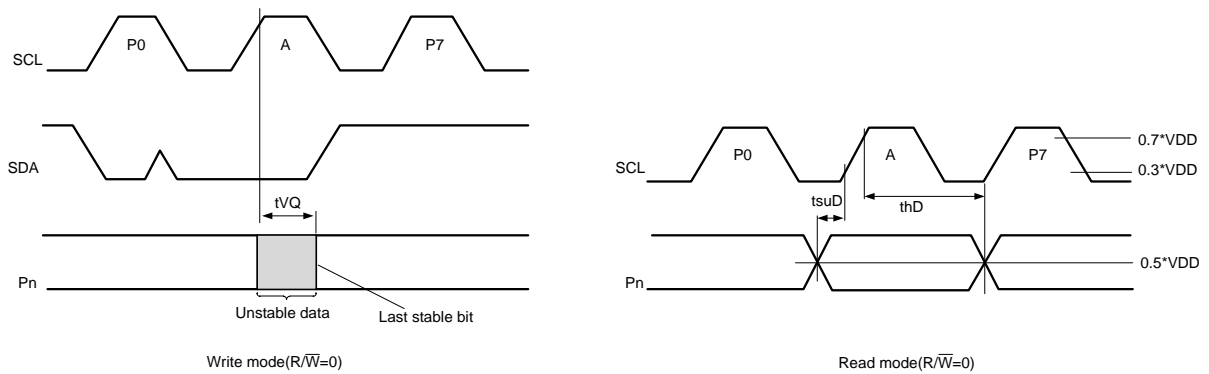 SCL
P0
A
P7
SDA
tVQ
Pn
Unstable data
Last stable bit
Write mode(R/W̅=0)
SCL
P0
A
P7
0.7*VDD
0.3*VDD
tsuD
thD
0.5*VDD
Pn
Read mode(R/W̅=0)